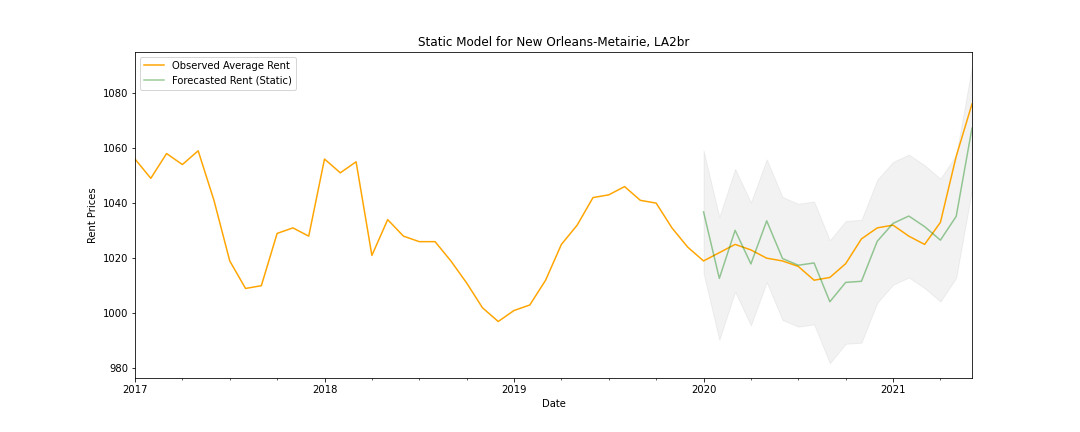 Static Model for New Orleans-Metairie, LA2br
Observed Average Rent
Forecasted Rent (Static)
1080
1060
1040
1020
1000
980
Rent Prices
2017 2018 2019 2020 2021
Date